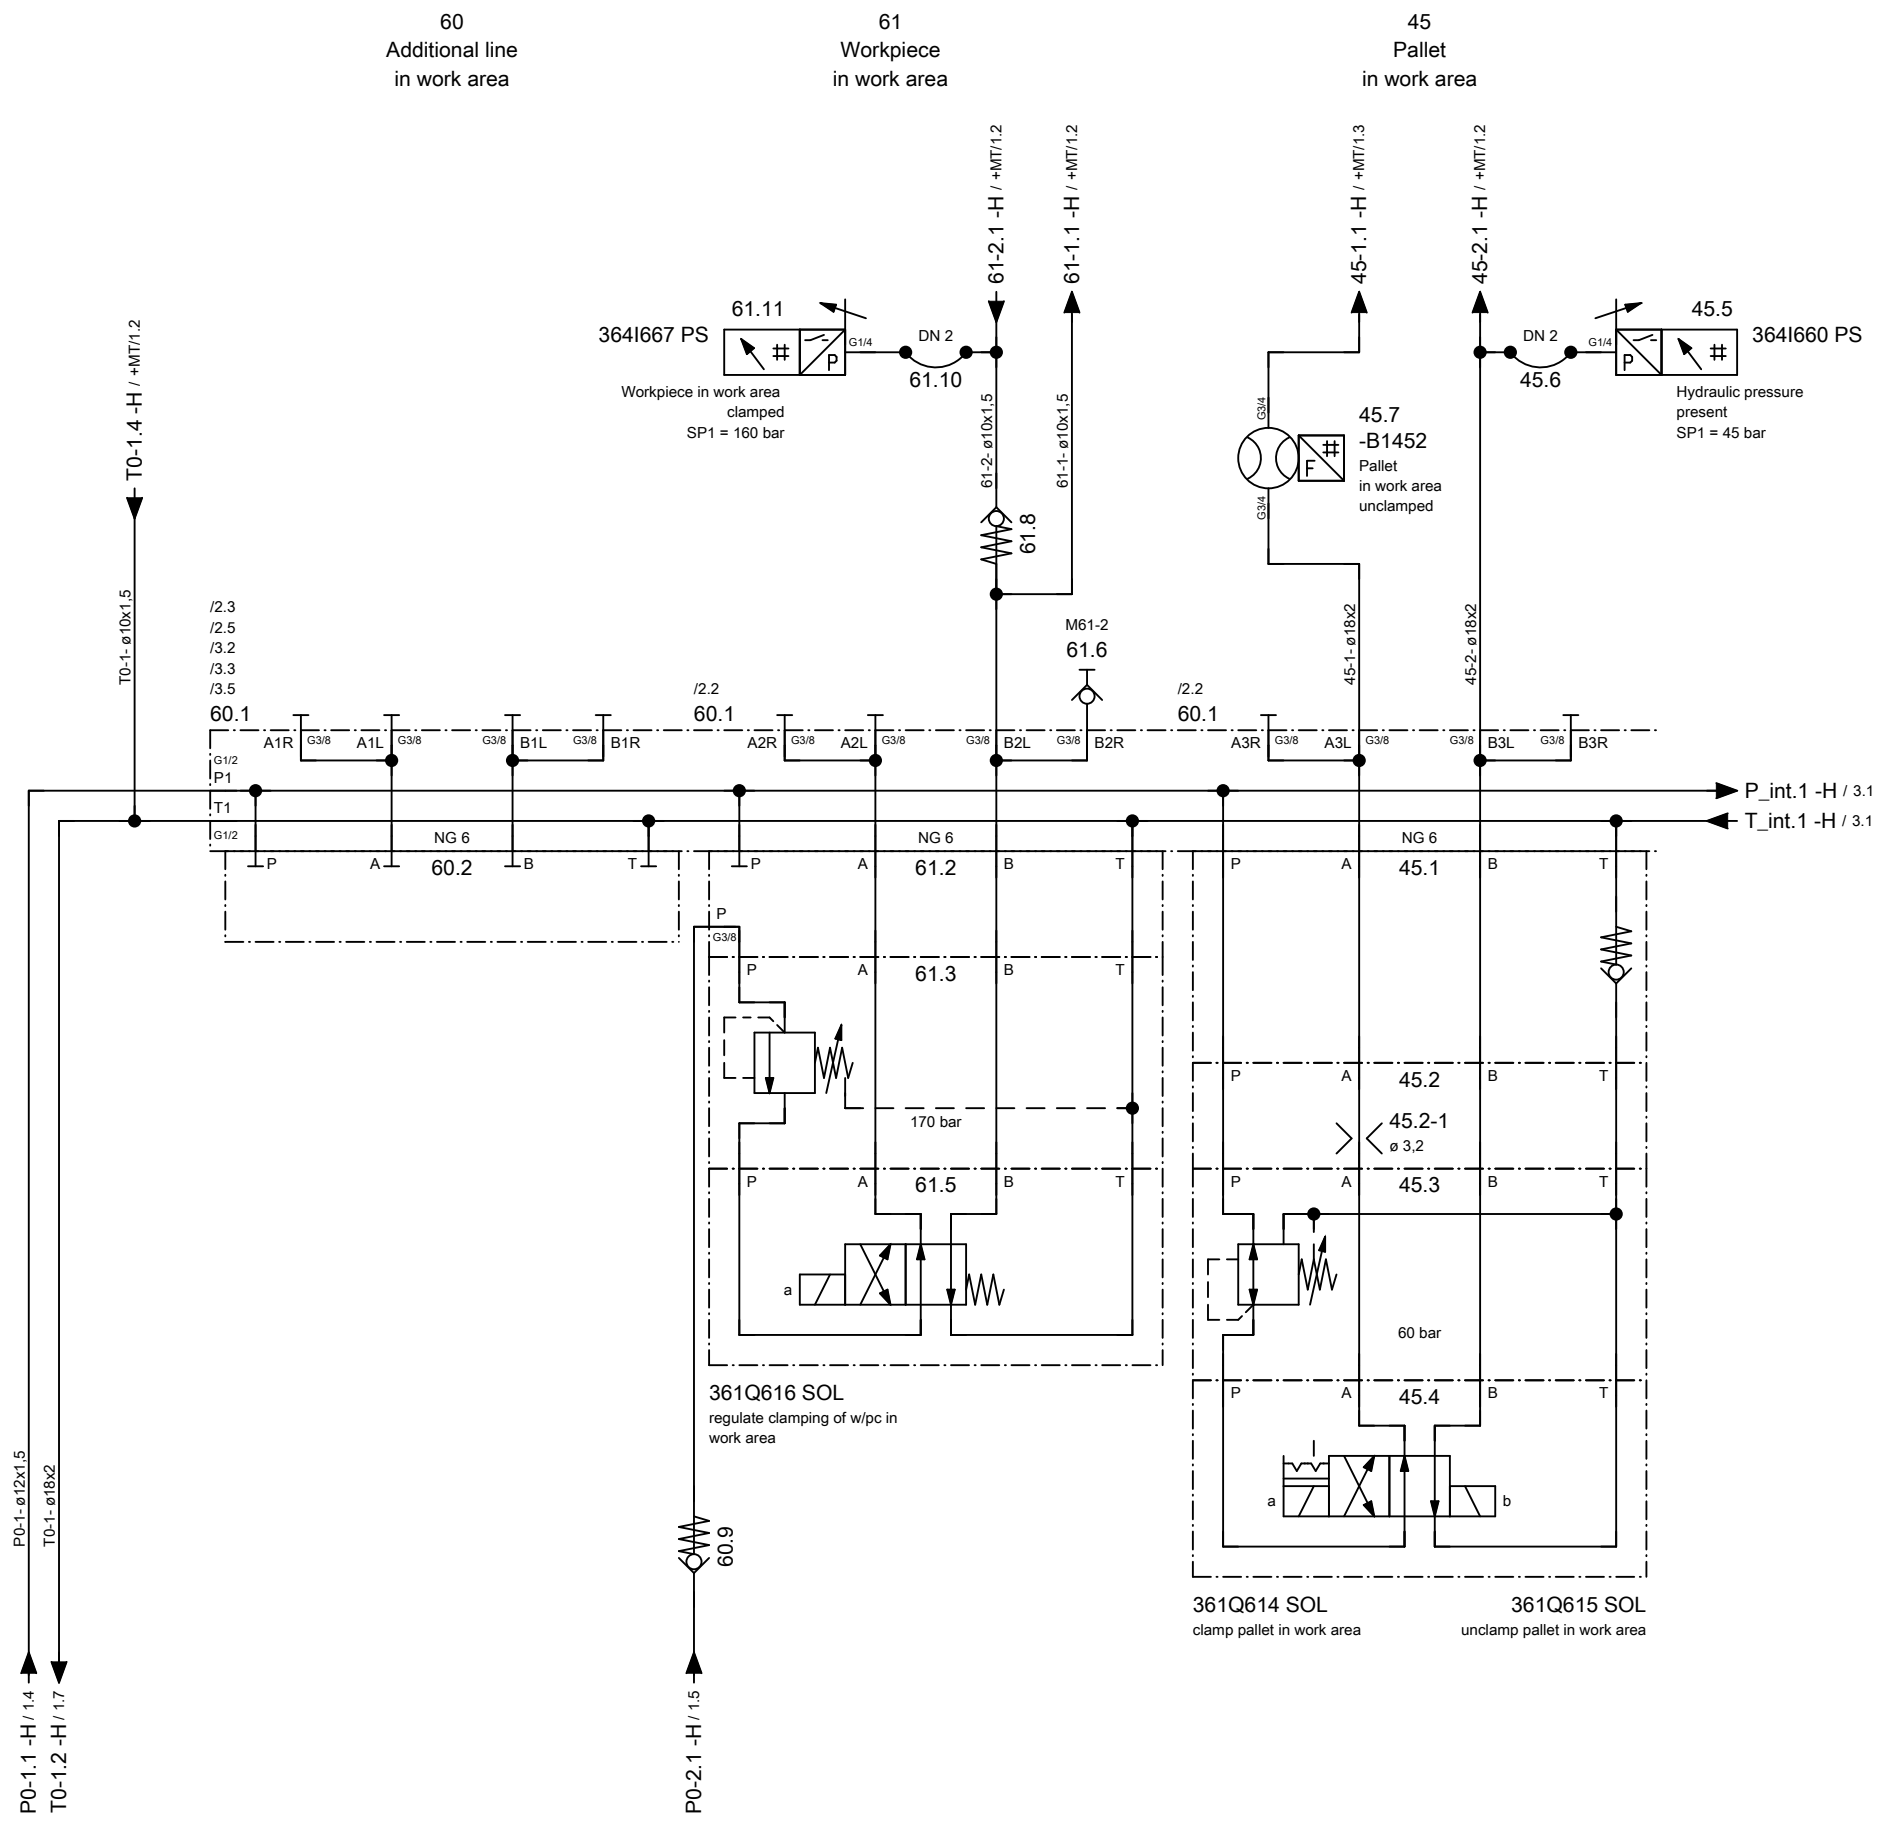 60
Additional line
in work area
61
Workpiece
in work area
45
Pallet
in work area
T0-1.4 -H / +MT/1.2
T0-1- ø10x1,5
61-2.1 -H / +MT/1.2
61-1.1 -H / +MT/1.2
45-1.1 -H / +MT/1.3
45-2.1 -H / +MT/1.2
61.11
364I667 PS
P
G1/4
DN 2
61.10
Workpiece in work area
clamped
SP1 = 160 bar
61-2- ø10x1,5
61-1- ø10x1,5
61.8
G3/4
G3/4
F
45.7
-B1452
Pallet
in work area
unclamped
DN 2
45.6
G1/4
P
45.5
364I660 PS
Hydraulic pressure
present
SP1 = 45 bar
45-1- ø18x2
45-2- ø18x2
M61-2
61.6
/2.3
/2.5
/3.2
/3.3
/3.5
60.1
/2.2
60.1
/2.2
60.1
A1R G3/8 A1L G3/8 G3/8 B1L G3/8 B1R
A2R G3/8 A2L G3/8 G3/8 B2L G3/8 B2R
A3R G3/8 A3L G3/8 G3/8 B3L G3/8 B3R
G1/2
P1
T1
G1/2
P_int.1 -H / 3.1
T_int.1 -H / 3.1
NG 6
P A 60.2 B T
NG 6
P A 61.2 B T
NG 6
P A 45.1 B T
P
G3/8
P A 61.3 B T
170 bar
P A 61.5 B T
a
361Q616 SOL
regulate clamping of w/pc in
work area
P A 45.2 B T
45.2-1
ø 3,2
P A 45.3 B T
60 bar
P A 45.4 B T
a
b
361Q614 SOL
clamp pallet in work area
361Q615 SOL
unclamp pallet in work area
60.9
P0-1- ø12x1,5
T0-1- ø18x2
P0-1.1 -H / 1.4
T0-1.2 -H / 1.7
P0-2.1 -H / 1.5